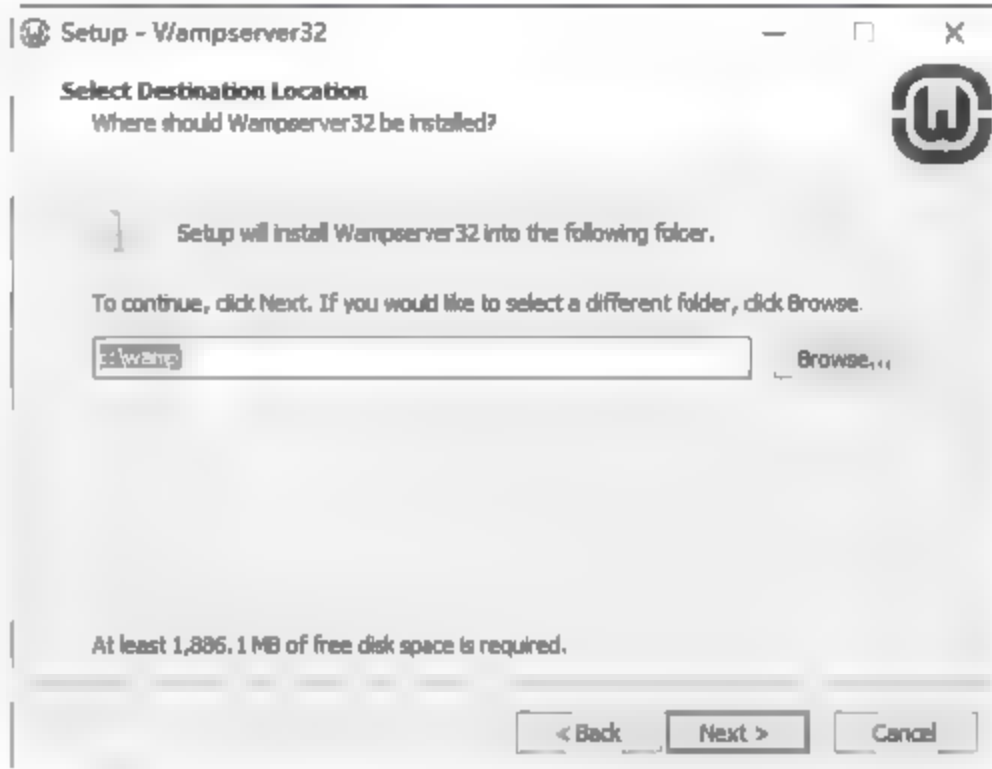 Setup - Wampserver32
Select Destination Location
Where should Wampserver32 be installed?
W
Setup will install Wampserver32 into the following folder.
To continue, click Next. If you would like to select a different folder, click Browse.
c:\wamp
Browse...
At least 1,886.1 MB of free disk space is required.
< Back
Next >
Cancel